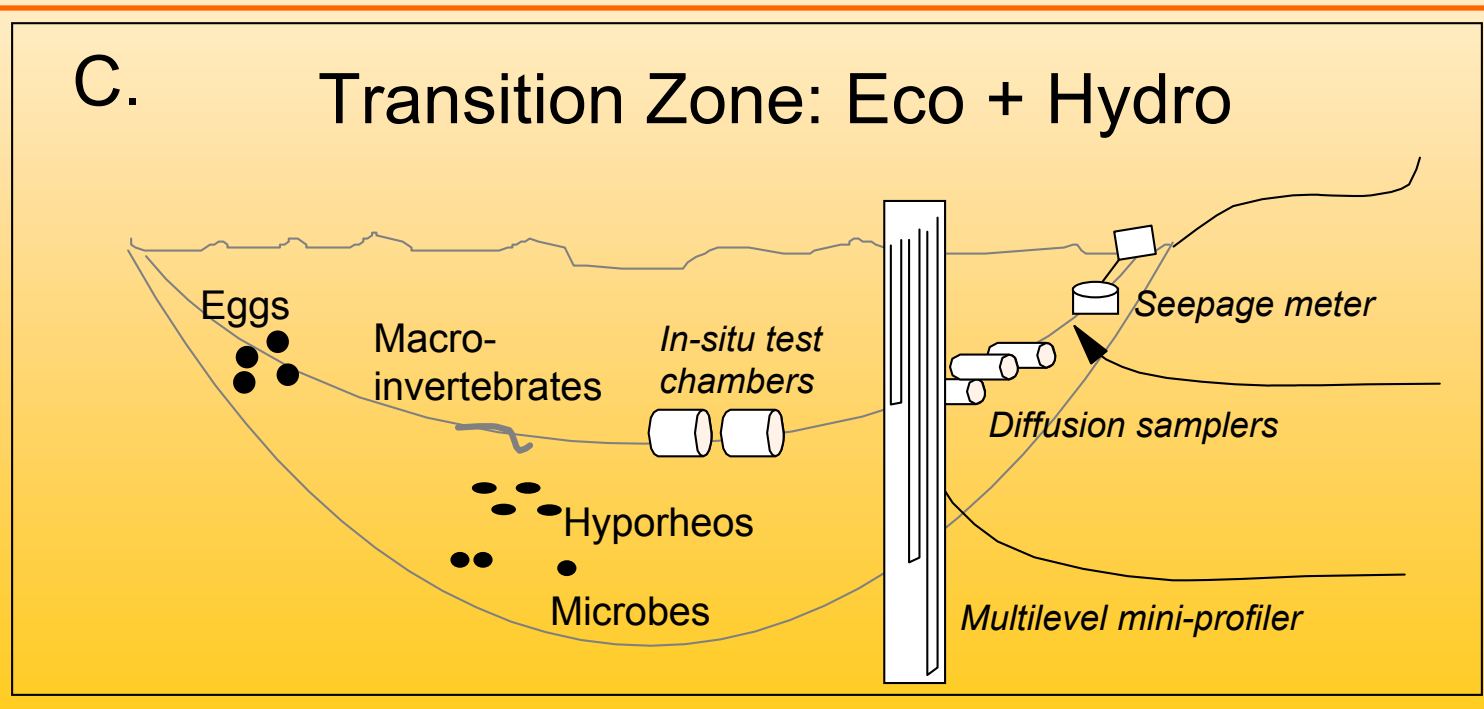 C.
Transition Zone: Eco + Hydro
Eggs
Macro-
invertebrates
In-situ test
chambers
Seepage meter
Diffusion samplers
Hyporheos
Microbes
Multilevel mini-profiler